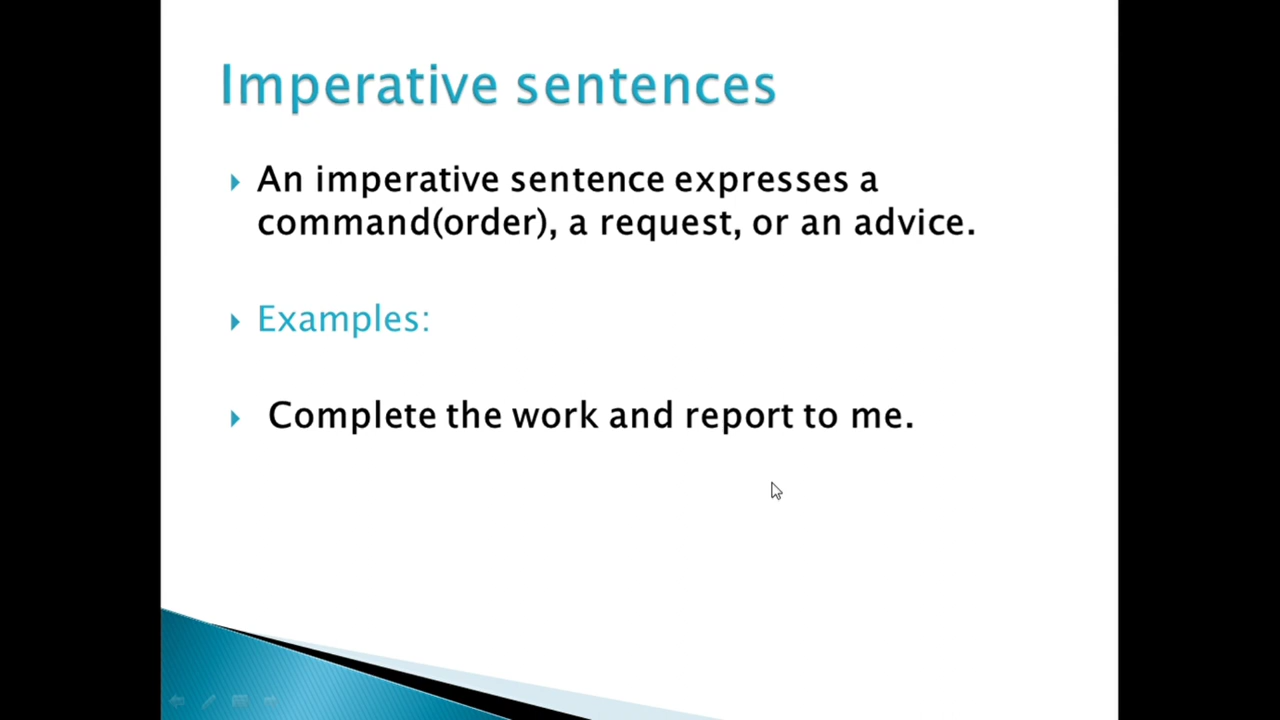 Imperative sentences
An imperative sentence expresses a
command(order), a request, or an advice.
Examples:
Complete the work and report to me.